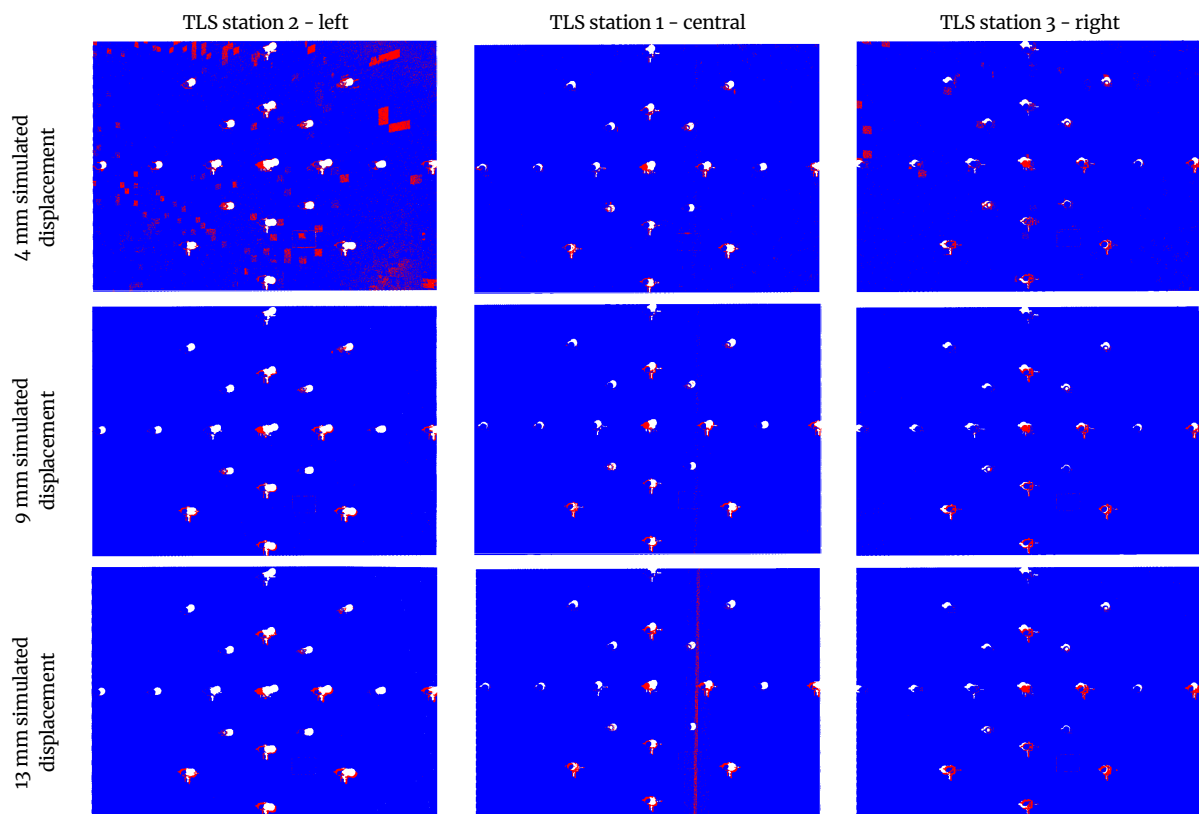 TLS station 2 - left
TLS station 1 - central
TLS station 3 - right
4 mm simulated
displacement
9 mm simulated
displacement
13 mm simulated
displacement